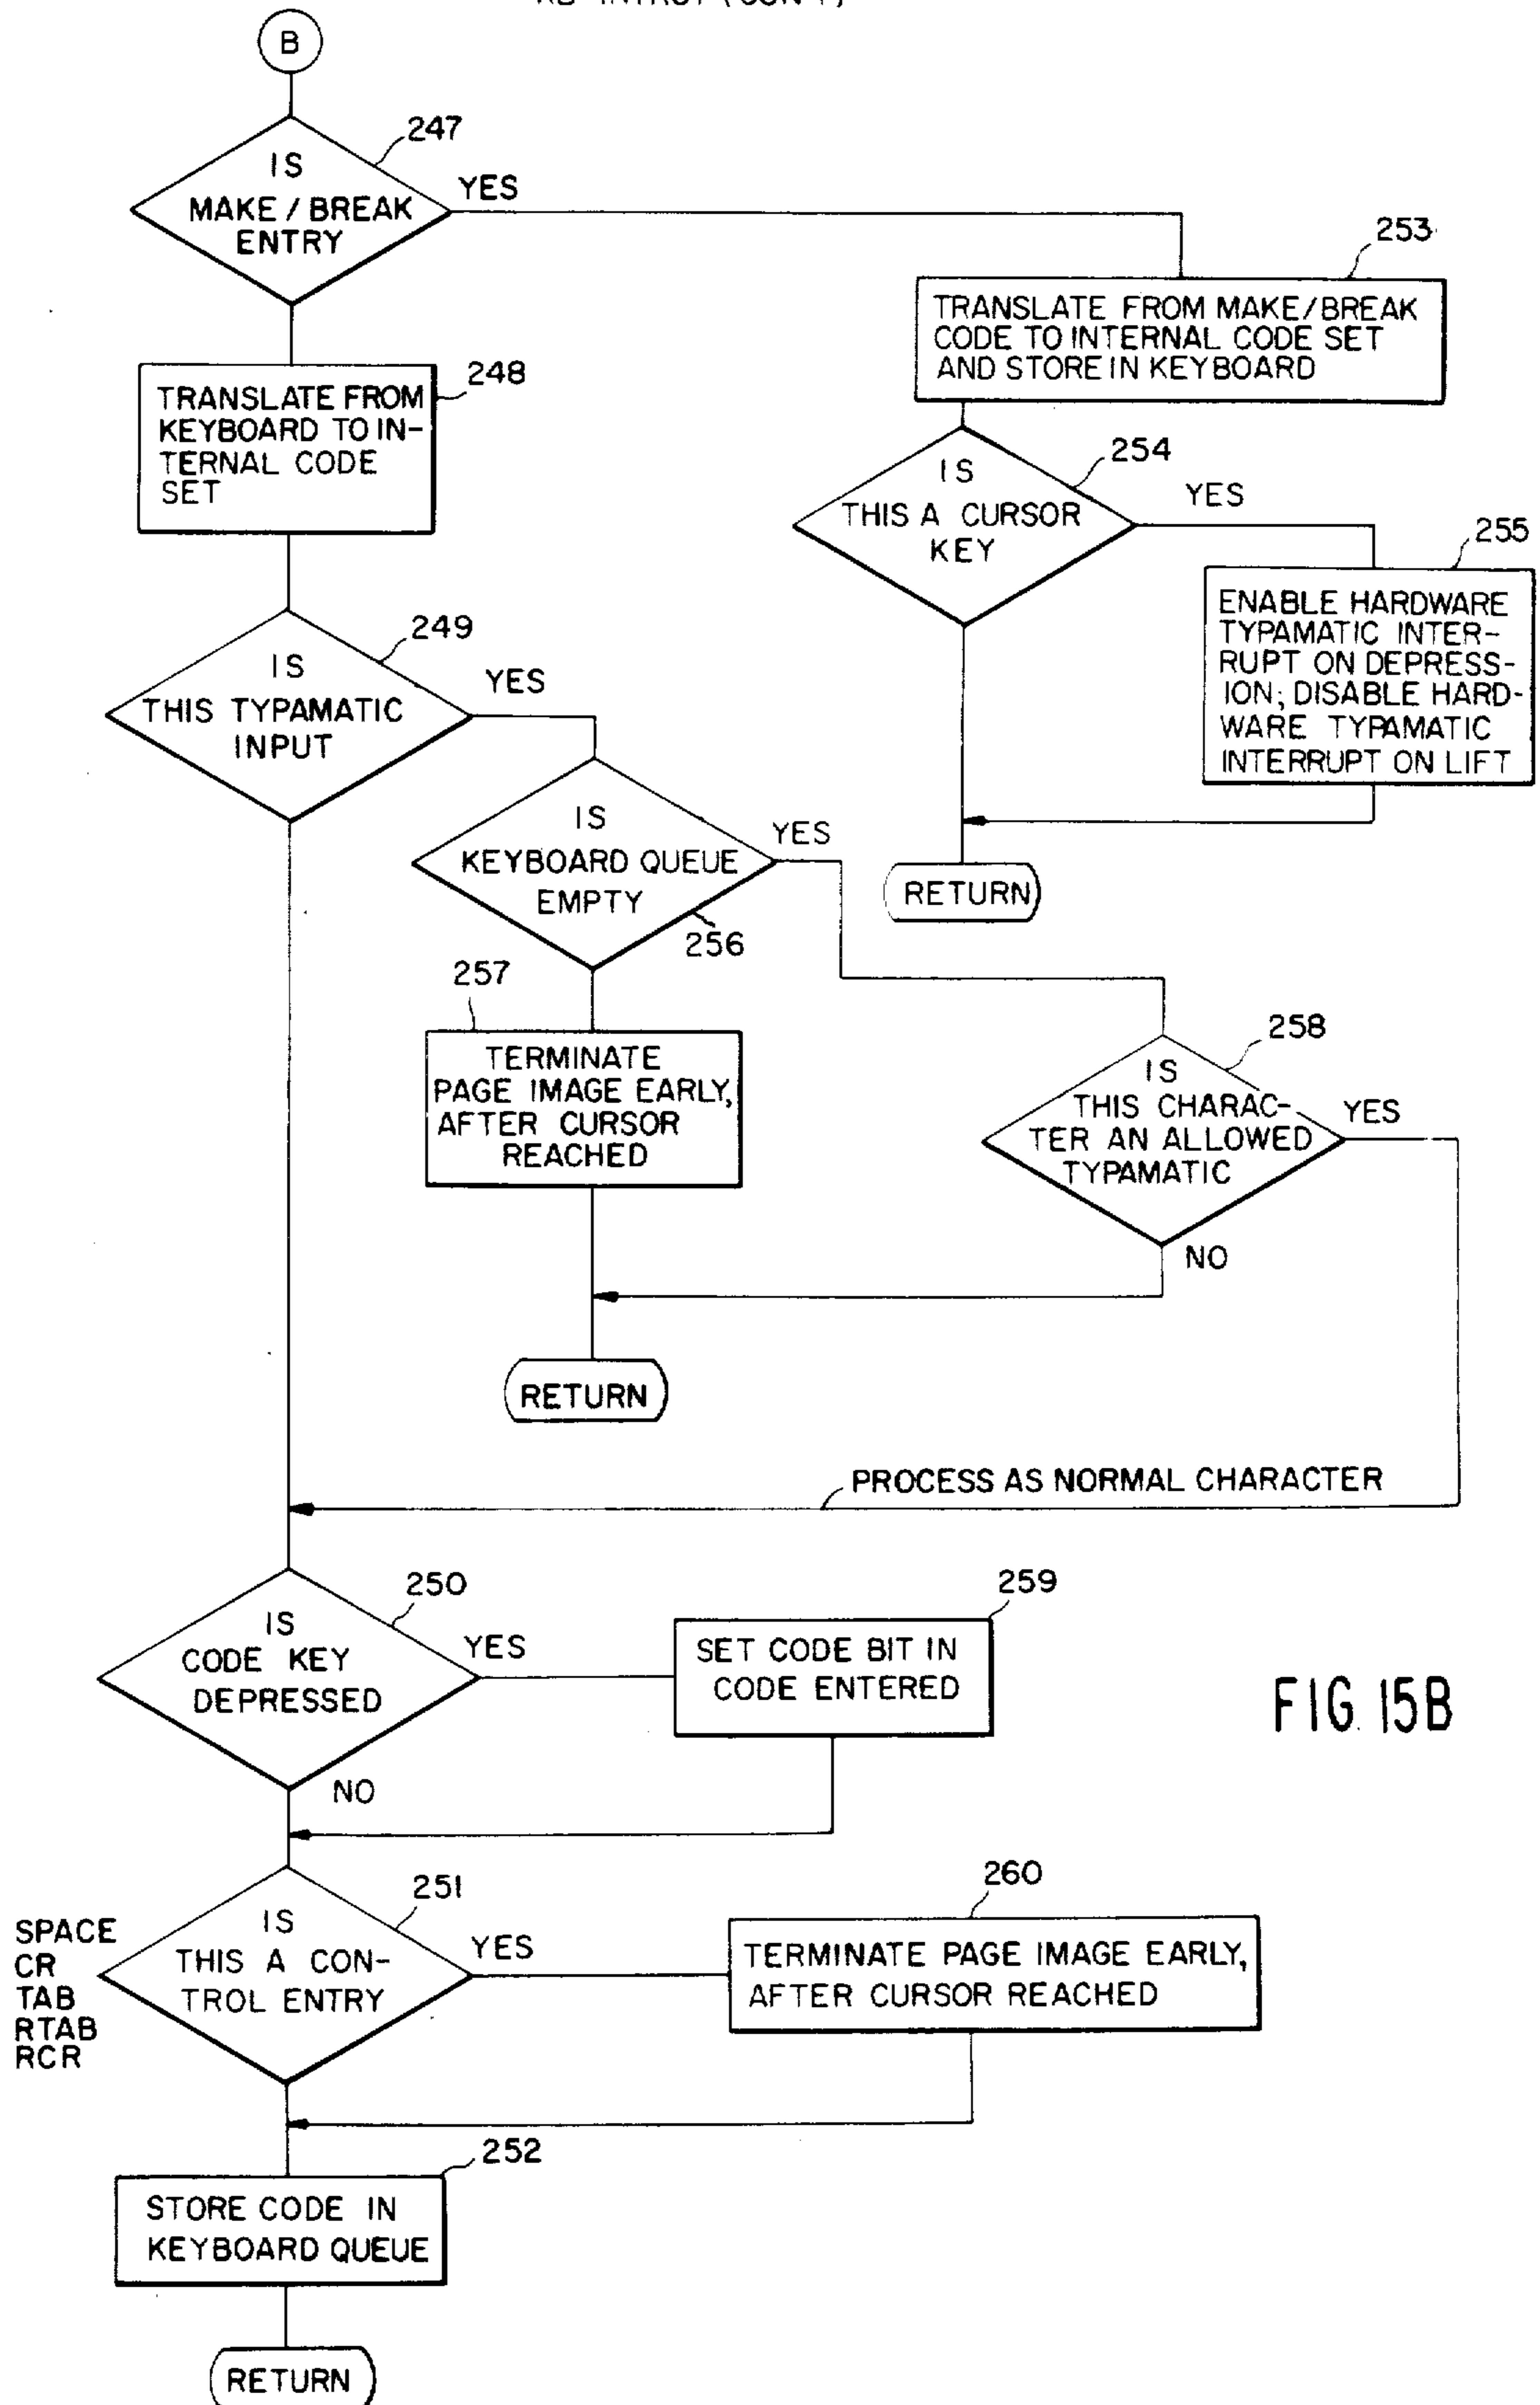 B
247
IS
MAKE / BREAK
ENTRY
YES
253
TRANSLATE FROM MAKE/BREAK
CODE TO INTERNAL CODE SET
AND STORE IN KEYBOARD
248
TRANSLATE FROM
KEYBOARD TO IN-
TERNAL CODE
SET
254
IS
THIS A CURSOR
KEY
YES
255
ENABLE HARDWARE
TYPAMATIC INTER-
RUPT ON DEPRESS-
ION; DISABLE HARD-
WARE TYPAMATIC
INTERRUPT ON LIFT
RETURN
249
IS
THIS TYPAMATIC
INPUT
YES
IS
KEYBOARD QUEUE
EMPTY
YES
256
257
TERMINATE
PAGE IMAGE EARLY,
AFTER CURSOR
REACHED
258
IS
THIS CHARAC-
TER AN ALLOWED
TYPAMATIC
YES
NO
RETURN
PROCESS AS NORMAL CHARACTER
250
IS
CODE KEY
DEPRESSED
YES
NO
259
SET CODE BIT IN
CODE ENTERED
FIG. 15B
SPACE
CR
TAB
RTAB
RCR
251
IS
THIS A CON-
TROL ENTRY
YES
260
TERMINATE PAGE IMAGE EARLY,
AFTER CURSOR REACHED
252
STORE CODE IN
KEYBOARD QUEUE
RETURN